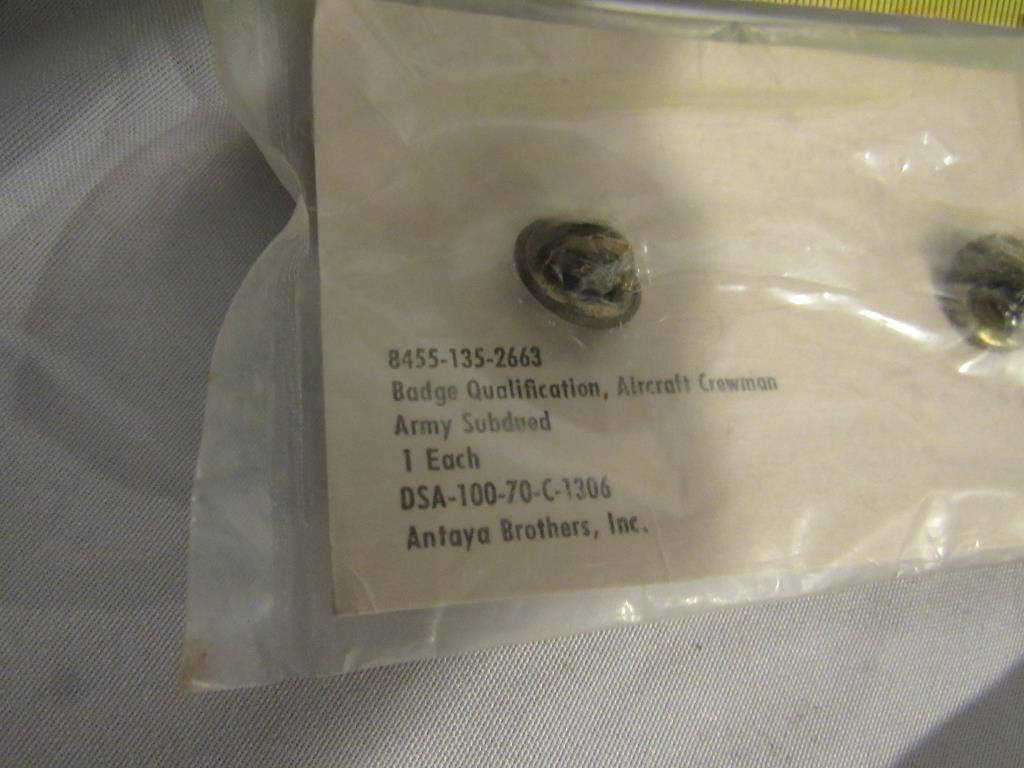 8455-135-2663
Badge Qualification, Aircraft Crewman
Army Subdued
1 Each
DSA-100-70-C-1306
Antaya Brothers, Inc.